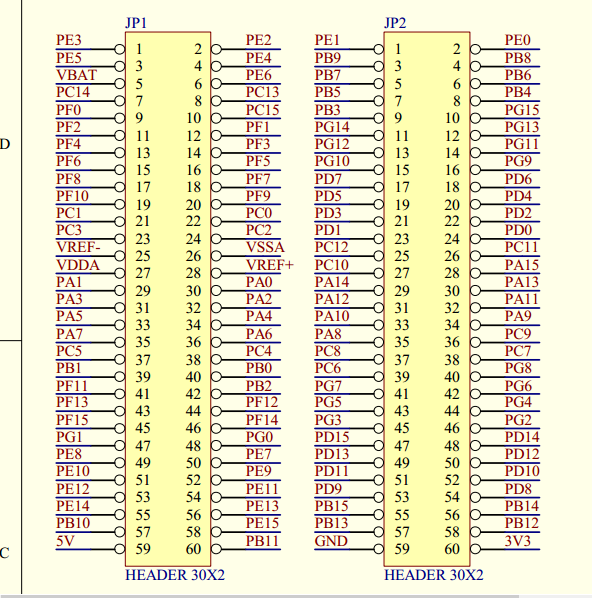 JP1 JP2
PE3 1 2 PE2 PE1 1 2 PE0
PE5 3 4 PE4 PB9 3 4 PB8
VBAT 5 6 PE6 PB7 5 6 PB6
PC14 7 8 PC13 PB5 7 8 PB4
PF0 9 10 PC15 PB3 9 10 PG15
PF2 11 12 PF1 PG14 11 12 PG13
D PF4 13 14 PF3 PG12 13 14 PG11
PF6 15 16 PF5 PG10 15 16 PG9
PF8 17 18 PF7 PD7 17 18 PD6
PF10 19 20 PF9 PD5 19 20 PD4
PC1 21 22 PC0 PD3 21 22 PD2
PC3 23 24 PC2 PD1 23 24 PD0
VREF- 25 26 VSSA PC12 25 26 PC11
VDDA 27 28 VREF+ PC10 27 28 PA15
PA1 29 30 PA0 PA14 29 30 PA13
PA3 31 32 PA2 PA12 31 32 PA11
PA5 33 34 PA4 PA10 33 34 PA9
PA7 35 36 PA6 PA8 35 36 PC9
PC5 37 38 PC4 PC8 37 38 PC7
PB1 39 40 PB0 PC6 39 40 PG8
PF11 41 42 PB2 PG7 41 42 PG6
PF13 43 44 PF12 PG5 43 44 PG4
PF15 45 46 PF14 PG3 45 46 PG2
PG1 47 48 PG0 PD15 47 48 PD14
PE8 49 50 PE7 PD13 49 50 PD12
PE10 51 52 PE9 PD11 51 52 PD10
PE12 53 54 PE11 PD9 53 54 PD8
PE14 55 56 PE13 PB15 55 56 PB14
PB10 57 58 PE15 PB13 57 58 PB12
C 5V 59 60 PB11 GND 59 60 3V3
HEADER 30X2 HEADER 30X2